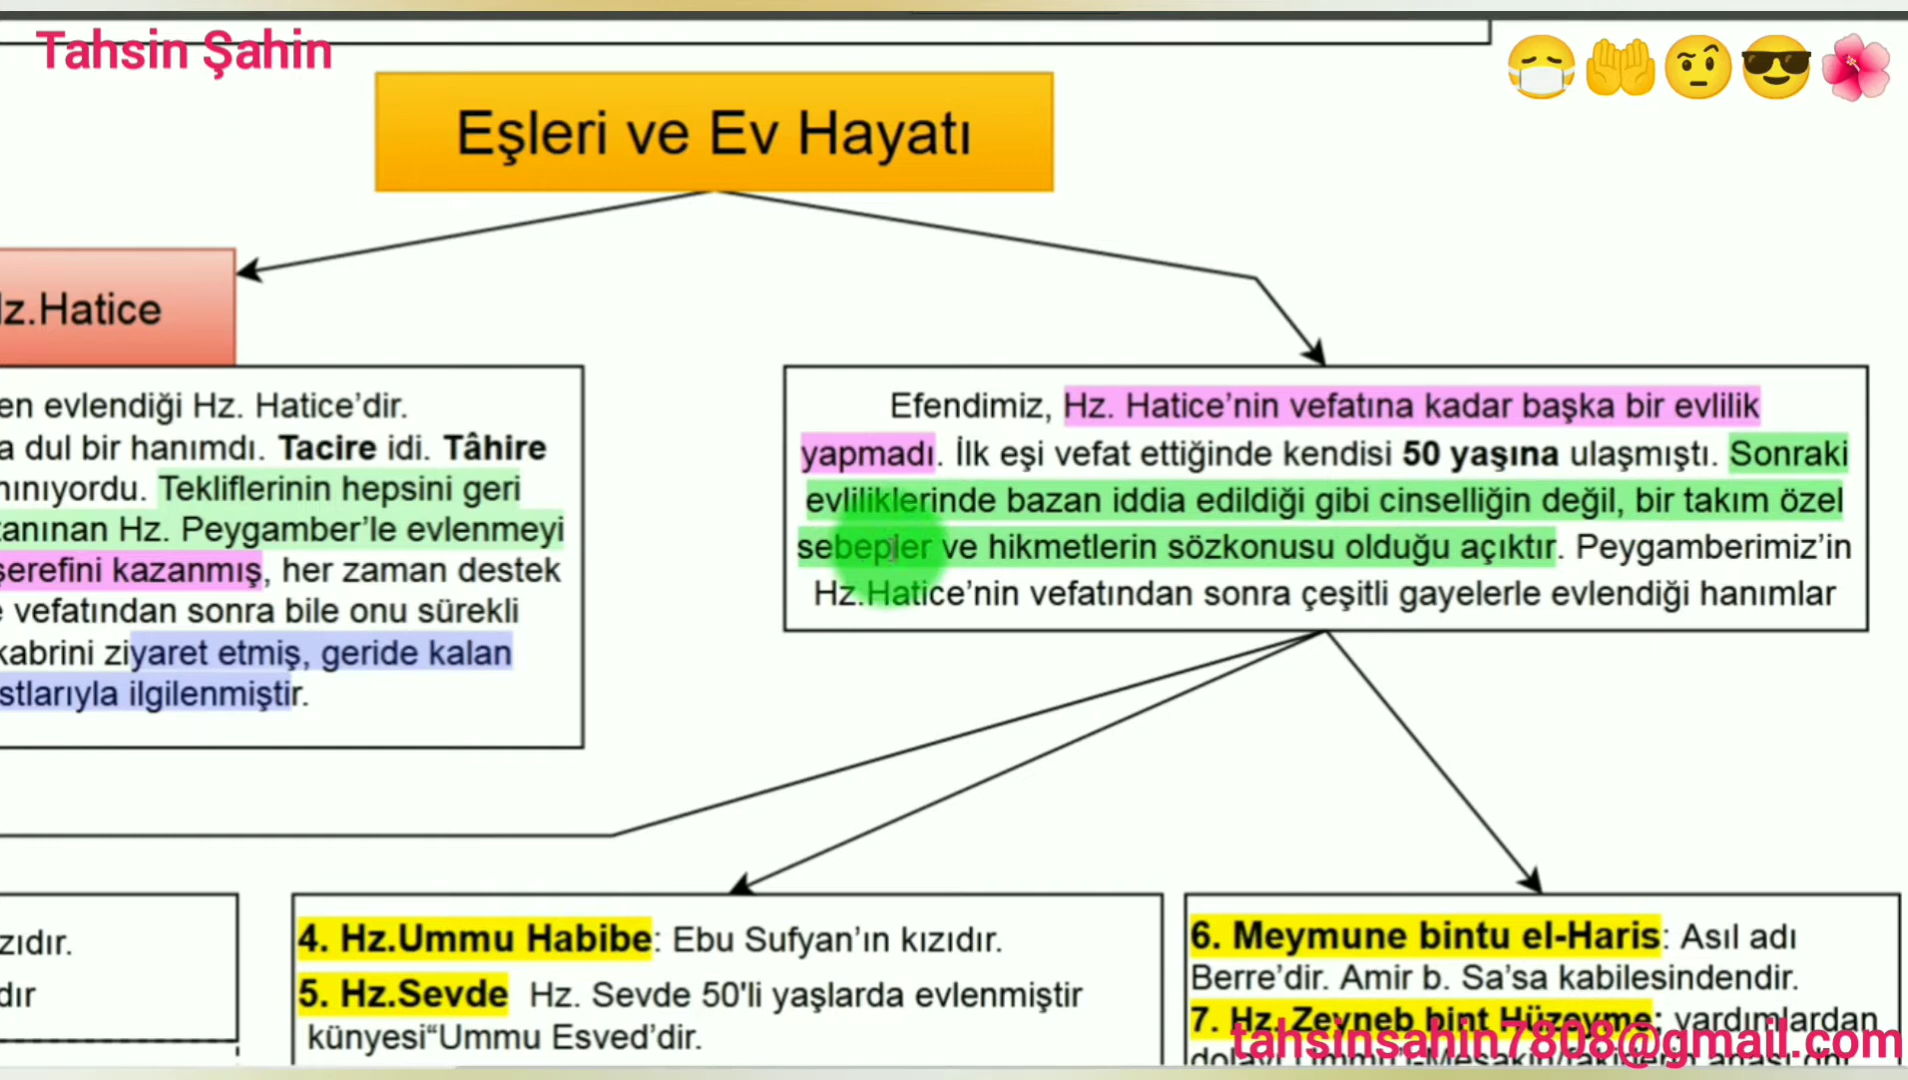 Tahsin Şahin
Eşleri ve Ev Hayatı
Hz.Hatice
en evlendiği Hz. Hatice’dir.
a dul bir hanımdı. Tacire idi. Tâhire
nınıyordu. Tekliflerinin hepsini geri
tanınan Hz. Peygamber’le evlenmeyi
şerefini kazanmış, her zaman destek
e vefatından sonra bile onu sürekli
kabrini ziyaret etmiş, geride kalan
stlarıyla ilgilenmiştir.
Efendimiz, Hz. Hatice’nin vefatına kadar başka bir evlilik
yapmadı. İlk eşi vefat ettiğinde kendisi 50 yaşına ulaşmıştı. Sonraki
evliliklerinde bazan iddia edildiği gibi cinselliğin değil, bir takım özel
sebepler ve hikmetlerin sözkonusu olduğu açıktır. Peygamberimiz’in
Hz.Hatice’nin vefatından sonra çeşitli gayelerle evlendiği hanımlar
zıdır.
dır
4. Hz.Ummu Habibe: Ebu Sufyan’ın kızıdır.
5. Hz.Sevde Hz. Sevde 50'li yaşlarda evlenmiştir
künyesi“Ummu Esved’dir.
6. Meymune bintu el-Haris: Asıl adı
Berre’dir. Amir b. Sa’sa kabilesindendir.
7. Hz. Zeyneb bint Hüzeyme: yardımlardan
tahsinsahin7808@gmail.com